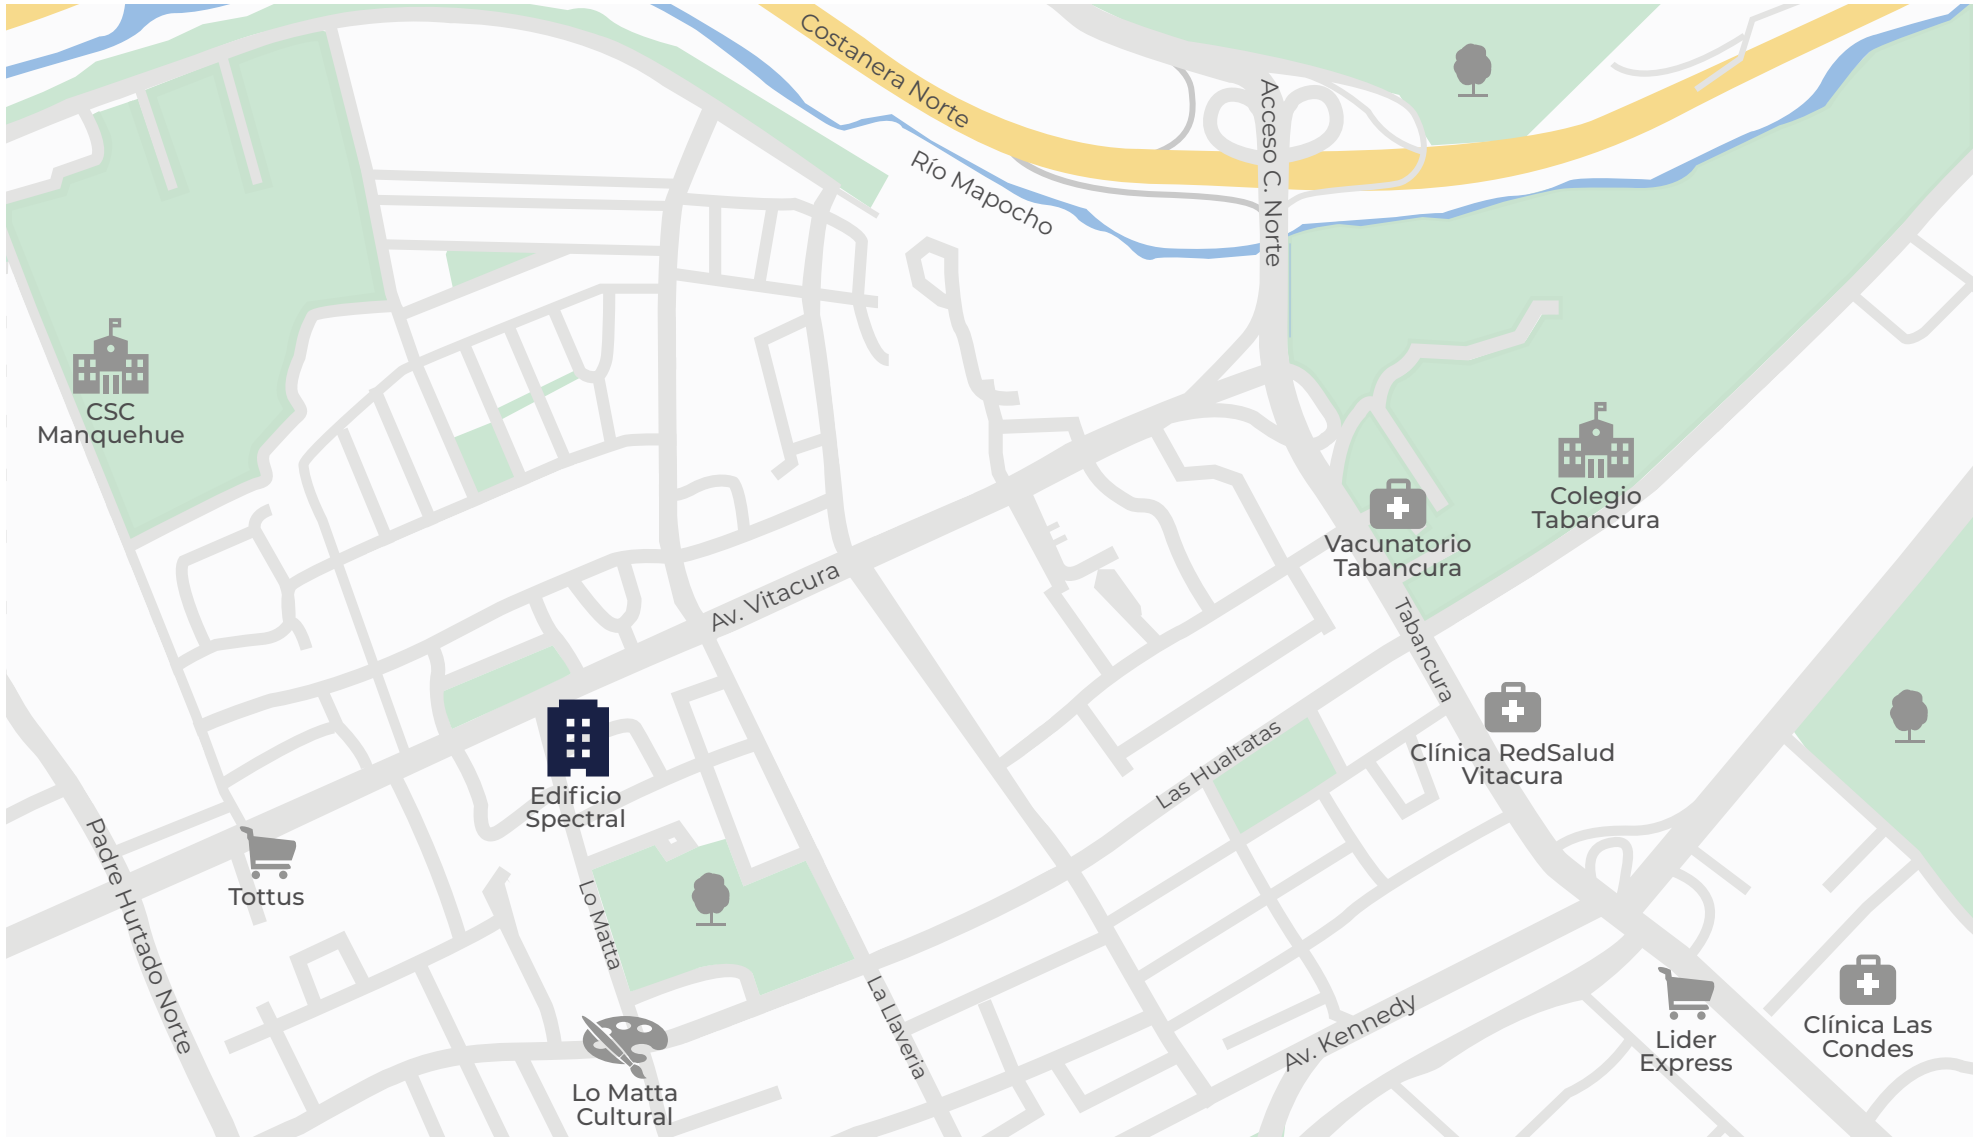 Costanera Norte
Acceso C. Norte
Río Mapocho
CSC
Manquehue
Colegio
Tabancura
Vacunatorio
Tabancura
Av. Vitacura
Tabancura
Clínica RedSalud
Vitacura
Las Hualtatas
Edificio
Spectral
Padre Hurtado Norte
Tottus
Lo Matta
La Llaveria
Av. Kennedy
Lider
Express
Clínica Las
Condes
Lo Matta
Cultural